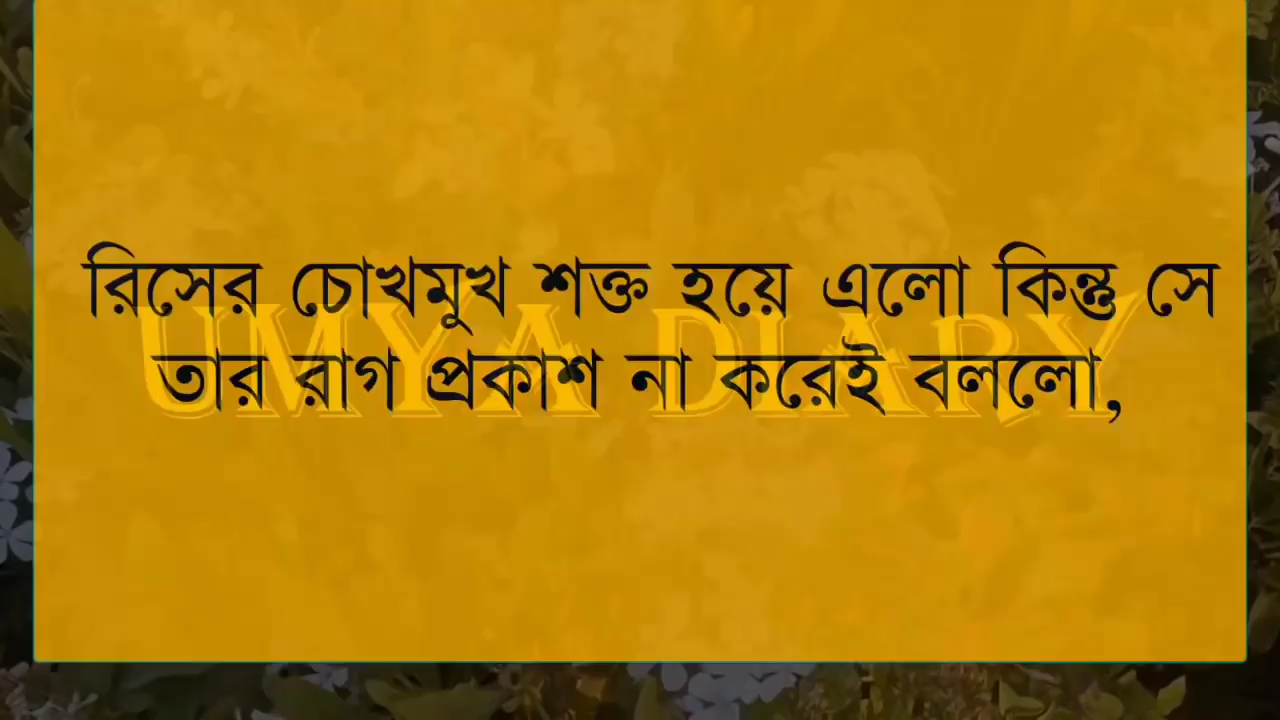 রিসের চোখমুখ শক্ত হয়ে এলো কিন্তু সে
তার রাগ প্রকাশ না করেই বললো,
UMYA DIARY